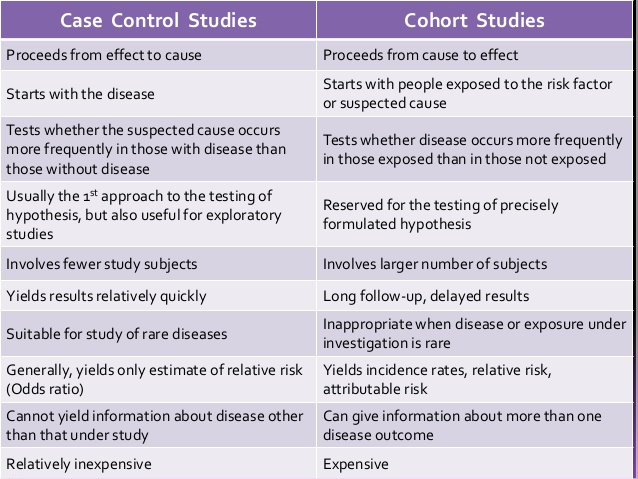 Case Control Studies
Cohort Studies
Proceeds from effect to cause
Proceeds from cause to effect
Starts with the disease
Starts with people exposed to the risk factor
or suspected cause
Tests whether the suspected cause occurs
more frequently in those with disease than
those without disease
Tests whether disease occurs more frequently
in those exposed than in those not exposed
Usually the 1st approach to the testing of
hypothesis, but also useful for exploratory
studies
Reserved for the testing of precisely
formulated hypothesis
Involves fewer study subjects
Involves larger number of subjects
Yields results relatively quickly
Long follow-up, delayed results
Suitable for study of rare diseases
Inappropriate when disease or exposure under
investigation is rare
Generally, yields only estimate of relative risk
(Odds ratio)
Yields incidence rates, relative risk,
attributable risk
Cannot yield information about disease other
than that under study
Can give information about more than one
disease outcome
Relatively inexpensive
Expensive